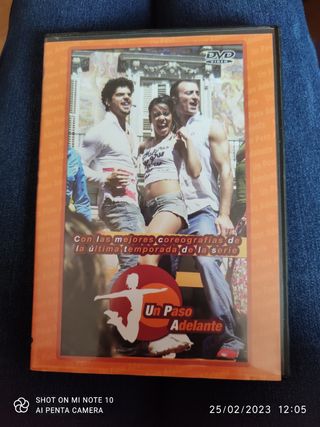 DVD
VIDEO
Con las mejores coreografías de
la última temporada de la serie
Un Paso
Adelante
SHOT ON MI NOTE 10
AI PENTA CAMERA
25/02/2023 12:05